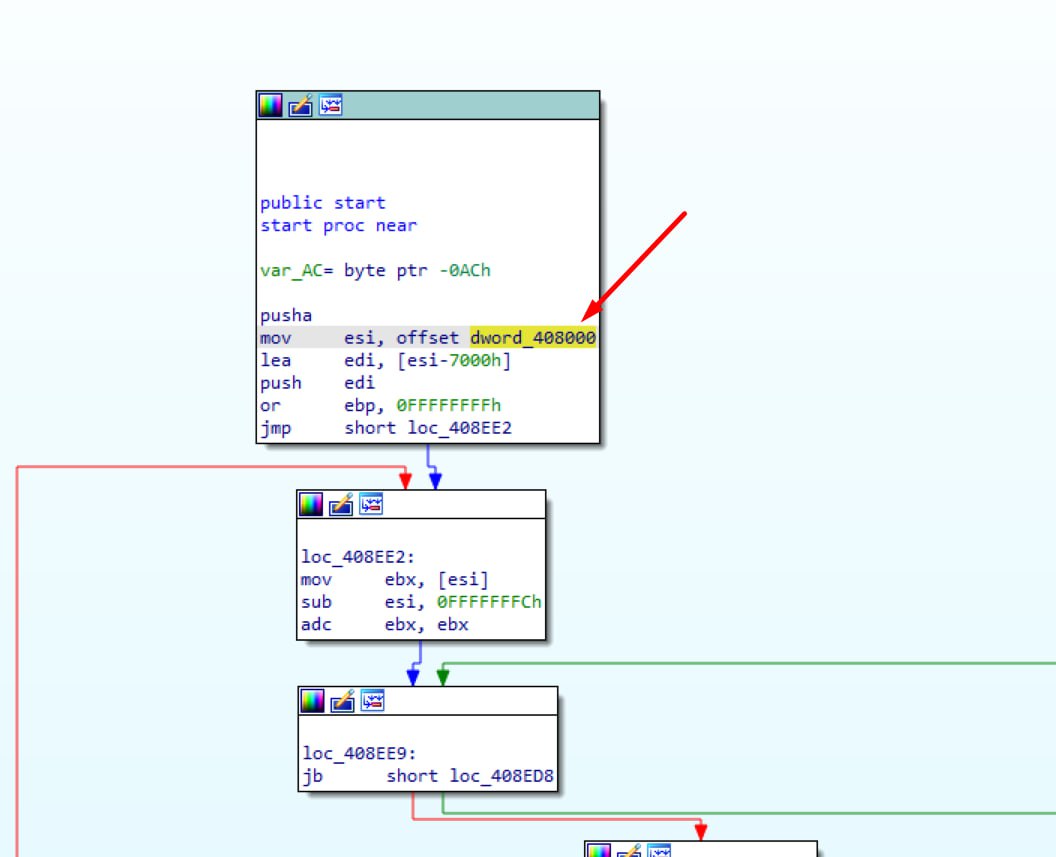 public start
start proc near
var_AC= byte ptr -0ACh
pusha
mov esi, offset dword_408000
lea edi, [esi-7000h]
push edi
or ebp, 0FFFFFFFFh
jmp short loc_408EE2
loc_408EE2:
mov ebx, [esi]
sub esi, 0FFFFFFFCh
adc ebx, ebx
loc_408EE9:
jb short loc_408ED8